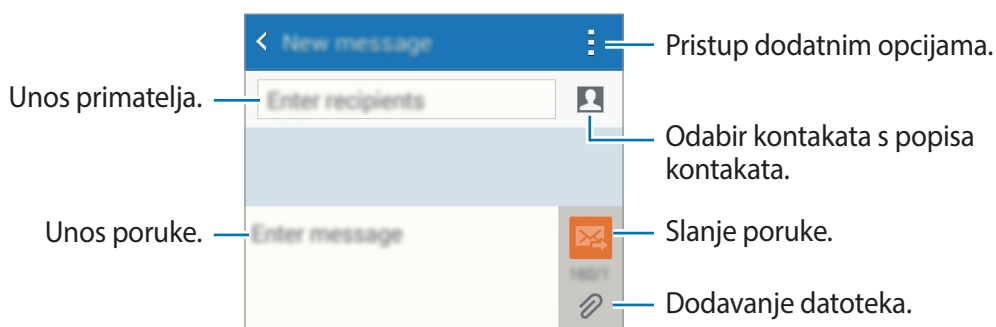 New message
Pristup dodatnim opcijama.
Unos primatelja.
Enter recipients
Odabir kontakata s popisa
kontakata.
Unos poruke.
Enter message
Slanje poruke.
160/1
Dodavanje datoteka.